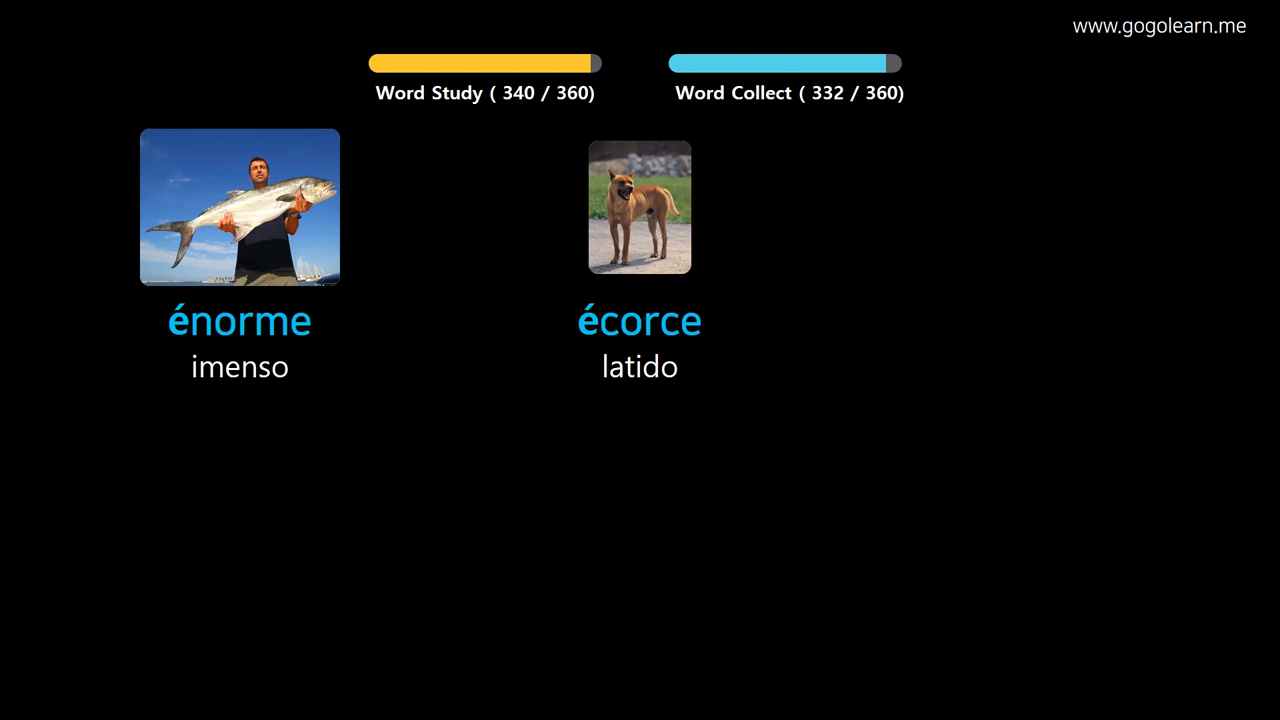 www.gogolearn.me
Word Study ( 340 / 360)
Word Collect ( 332 / 360)
énorme
imenso
écorce
latido